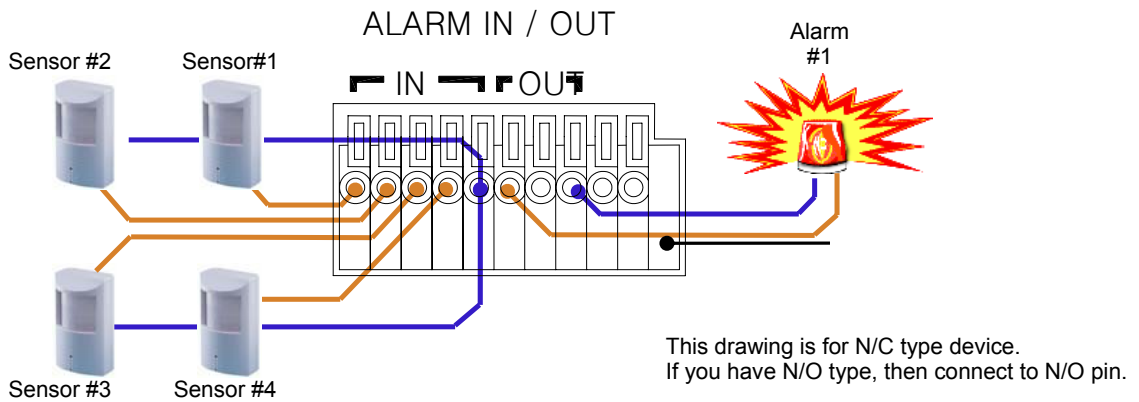 ALARM IN / OUT
Sensor #2
Sensor#1
Alarm
#1
IN
OUT
Sensor #3
Sensor #4
This drawing is for N/C type device.
If you have N/O type, then connect to N/O pin.